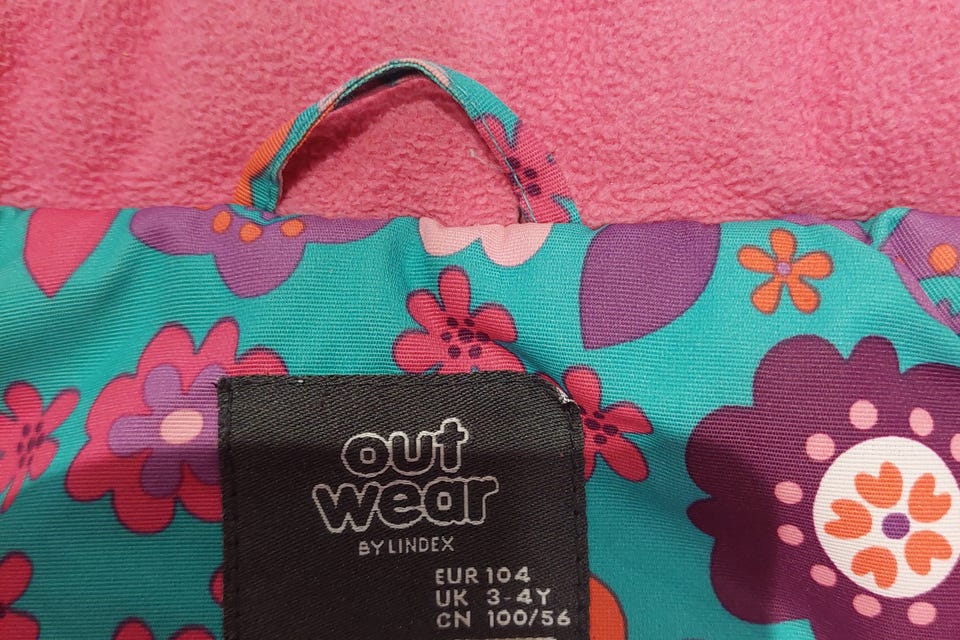 out
wear
BY LINDEX
EUR 104
UK 3-4Y
CN 100/56